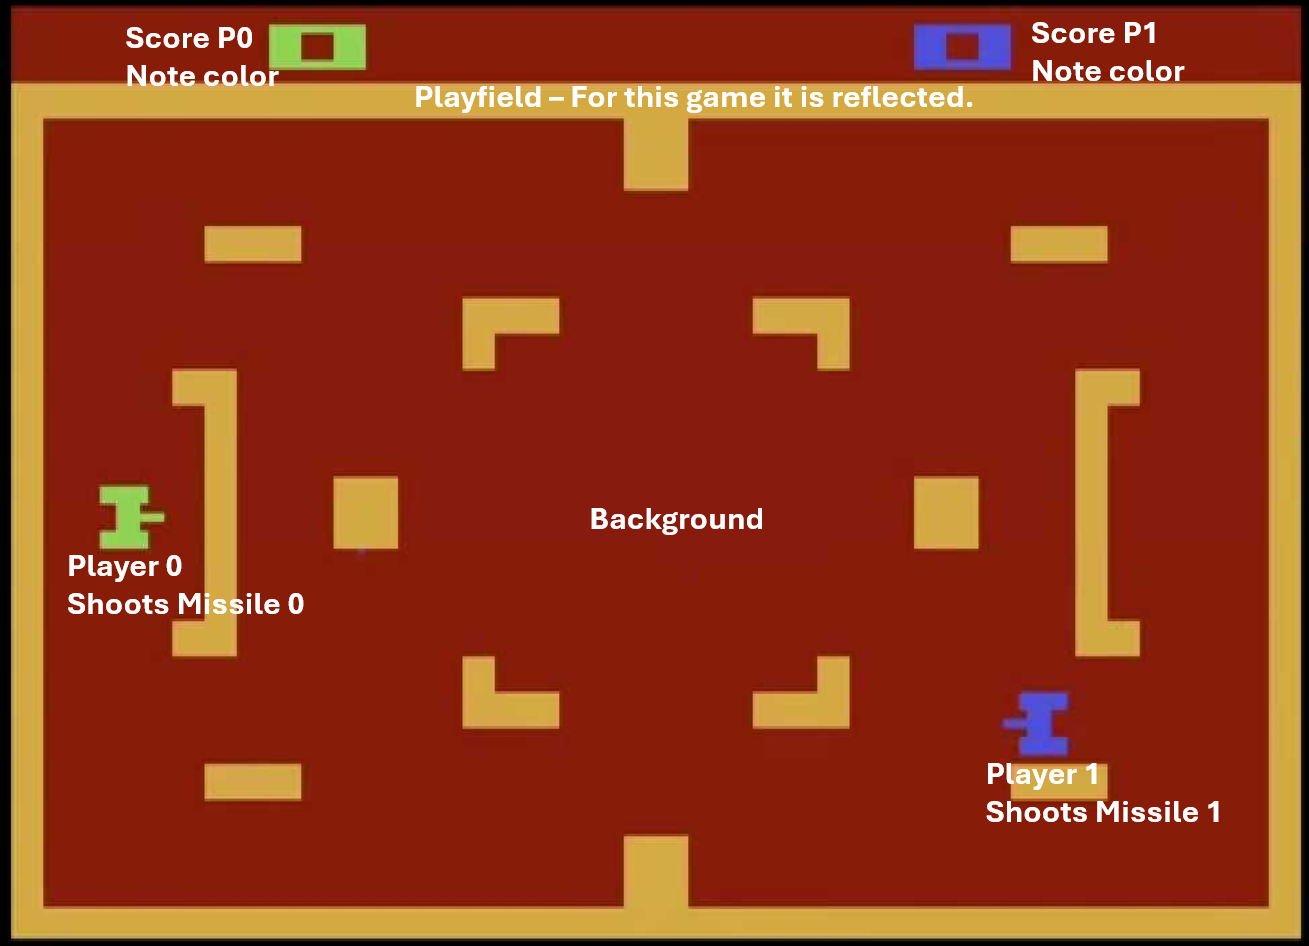 Score P0
Note color
Score P1
Note color
Playfield – For this game it is reflected.
Background
Player 0
Shoots Missile 0
Player 1
Shoots Missile 1